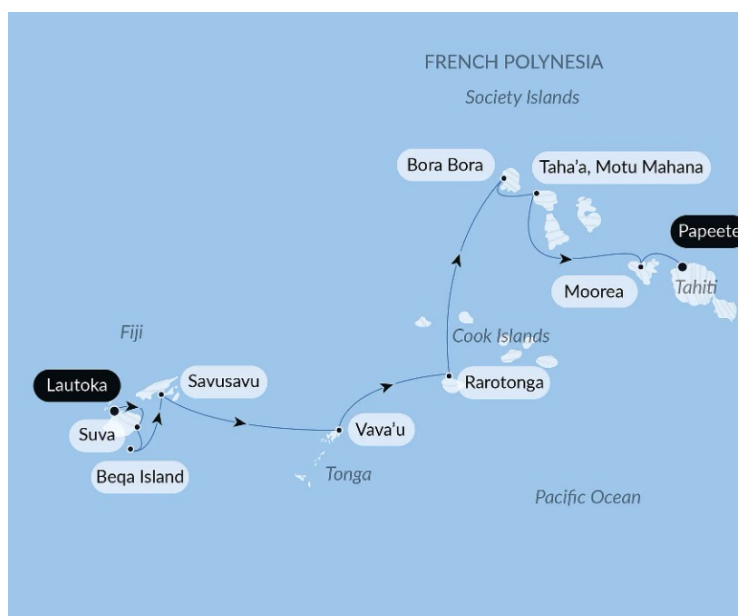 FRENCH POLYNESIA
Society Islands
Bora Bora
Taha'a, Motu Mahana
Papeete
Moorea
Tahiti
Fiji
Cook Islands
Lautoka
Savusavu
Rarotonga
Suva
Vava'u
Beqa Island
Tonga
Pacific Ocean